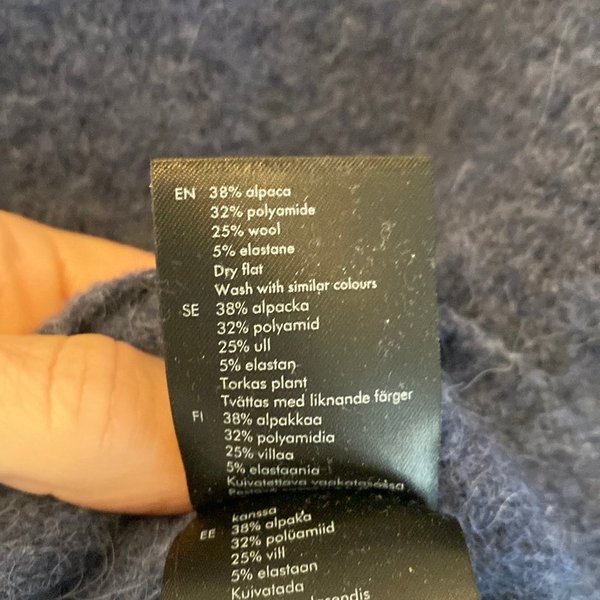 EN 38% alpaca
32% polyamide
25% wool
5% elastane
Dry flat
Wash with similar colours
SE 38% alpacka
32% polyamid
25% ull
5% elastan
Torkas plant
Tvättas med liknande färger
FI 38% alpakkaa
32% polyamidia
25% villaa
5% elastaania
Kuivatettava vaakatasossa
kanssa
EE 38% alpaka
32% polüamiid
25% vill
5% elastaan
Kuivatada